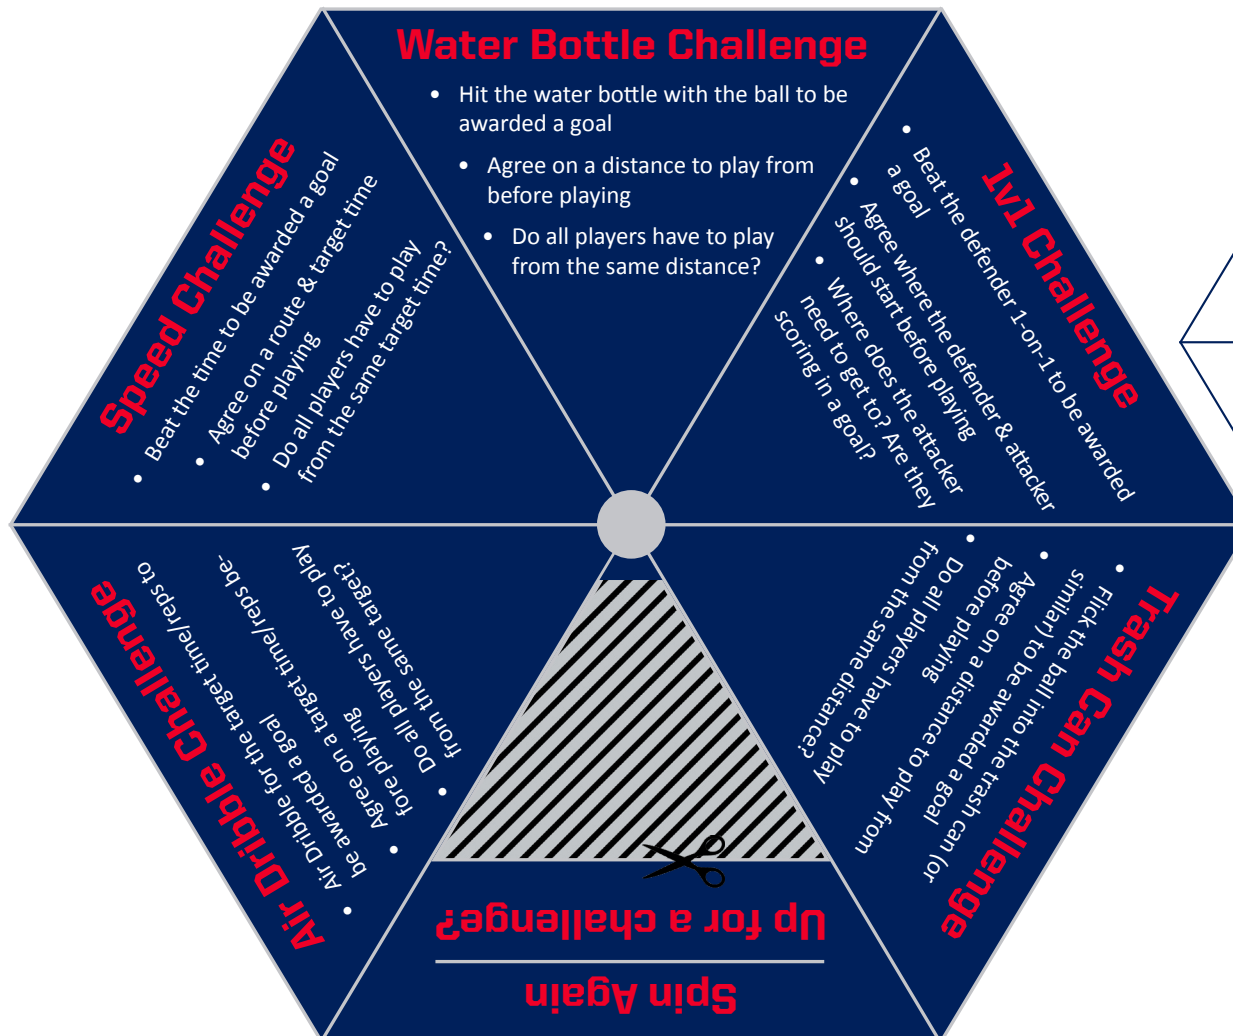 Water Bottle Challenge
• Hit the water bottle with the ball to be
awarded a goal
• Agree on a distance to play from
before playing
• Do all players have to play
from the same distance?
1v1 Challenge
• Beat the defender 1-on-1 to be awarded
a goal
• Agree where the defender & attacker
should start before playing
• Where does the attacker
need to get to? Are they
scoring in a goal?
Trash Can Challenge
• Flick the ball into the trash can (or
similar) to be awarded a goal
• Agree on a distance to play from
before playing
• Do all players have to play
from the same distance?
Spin Again
Up for a challenge?
Air Dribble Challenge
• Air Dribble for the target time/reps to
be awarded a goal
• Agree on a target time/reps be-
fore playing
• Do all players have to play
from the same target?
Speed Challenge
• Beat the time to be awarded a goal
• Agree on a route & target time
before playing
• Do all players have to play
from the same target time?